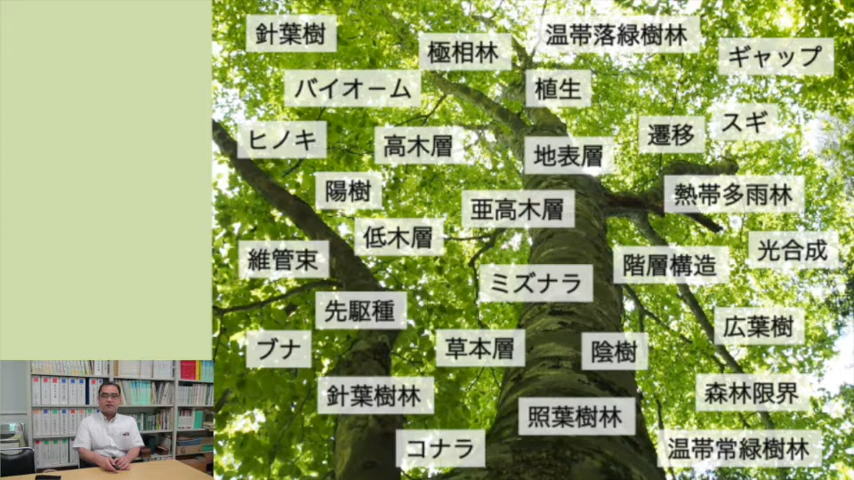 針葉樹
極相林
温帯落緑樹林
ギャップ
バイオーム
植生
ヒノキ
高木層
地表層
遷移
スギ
陽樹
亜高木層
熱帯多雨林
低木層
維管束
ミズナラ
階層構造
光合成
先駆種
ブナ
草本層
陰樹
広葉樹
針葉樹林
照葉樹林
森林限界
コナラ
温帯常緑樹林